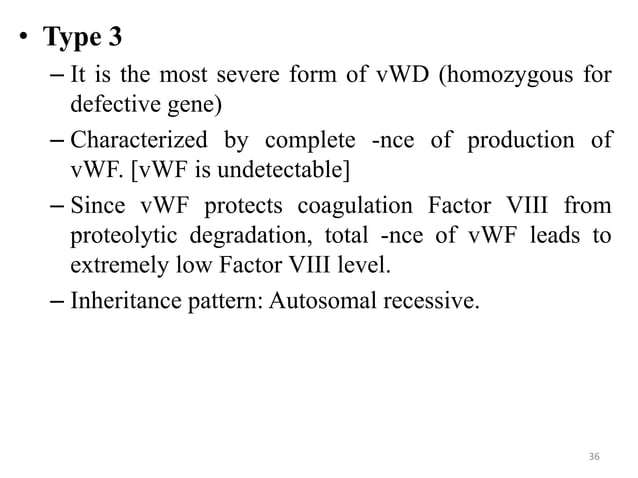 • Type 3
– It is the most severe form of vWD (homozygous for
defective gene)
– Characterized by complete -nce of production of
vWF. [vWF is undetectable]
– Since vWF protects coagulation Factor VIII from
proteolytic degradation, total -nce of vWF leads to
extremely low Factor VIII level.
– Inheritance pattern: Autosomal recessive.
36